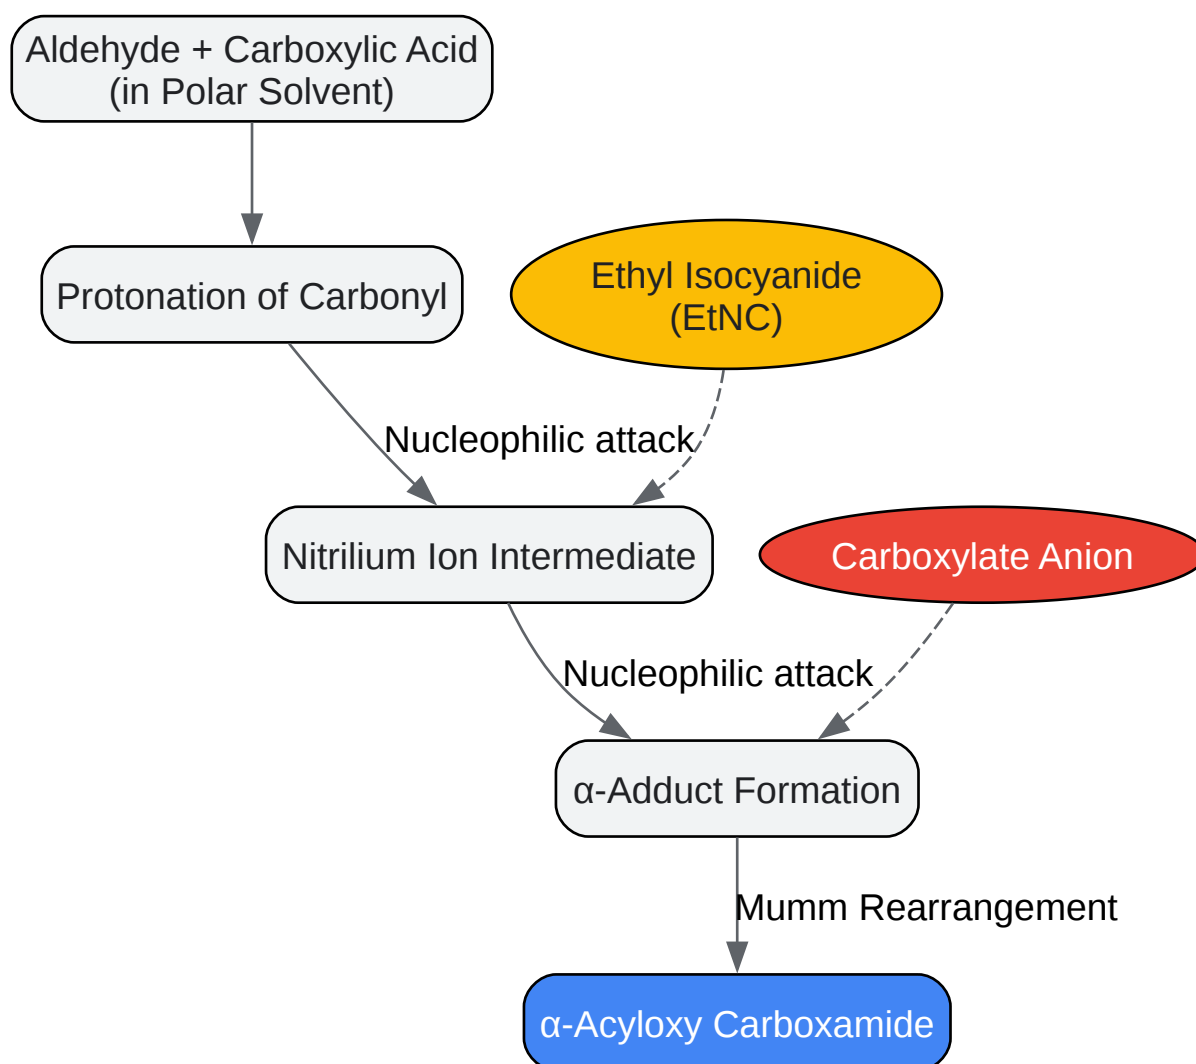 Aldehyde + Carboxylic Acid
(in Polar Solvent)
Protonation of Carbonyl
Ethyl Isocyanide
(EtNC)
Nucleophilic attack
Nitrilium Ion Intermediate
Carboxylate Anion
Nucleophilic attack
α-Adduct Formation
Mumm Rearrangement
α-Acyloxy Carboxamide